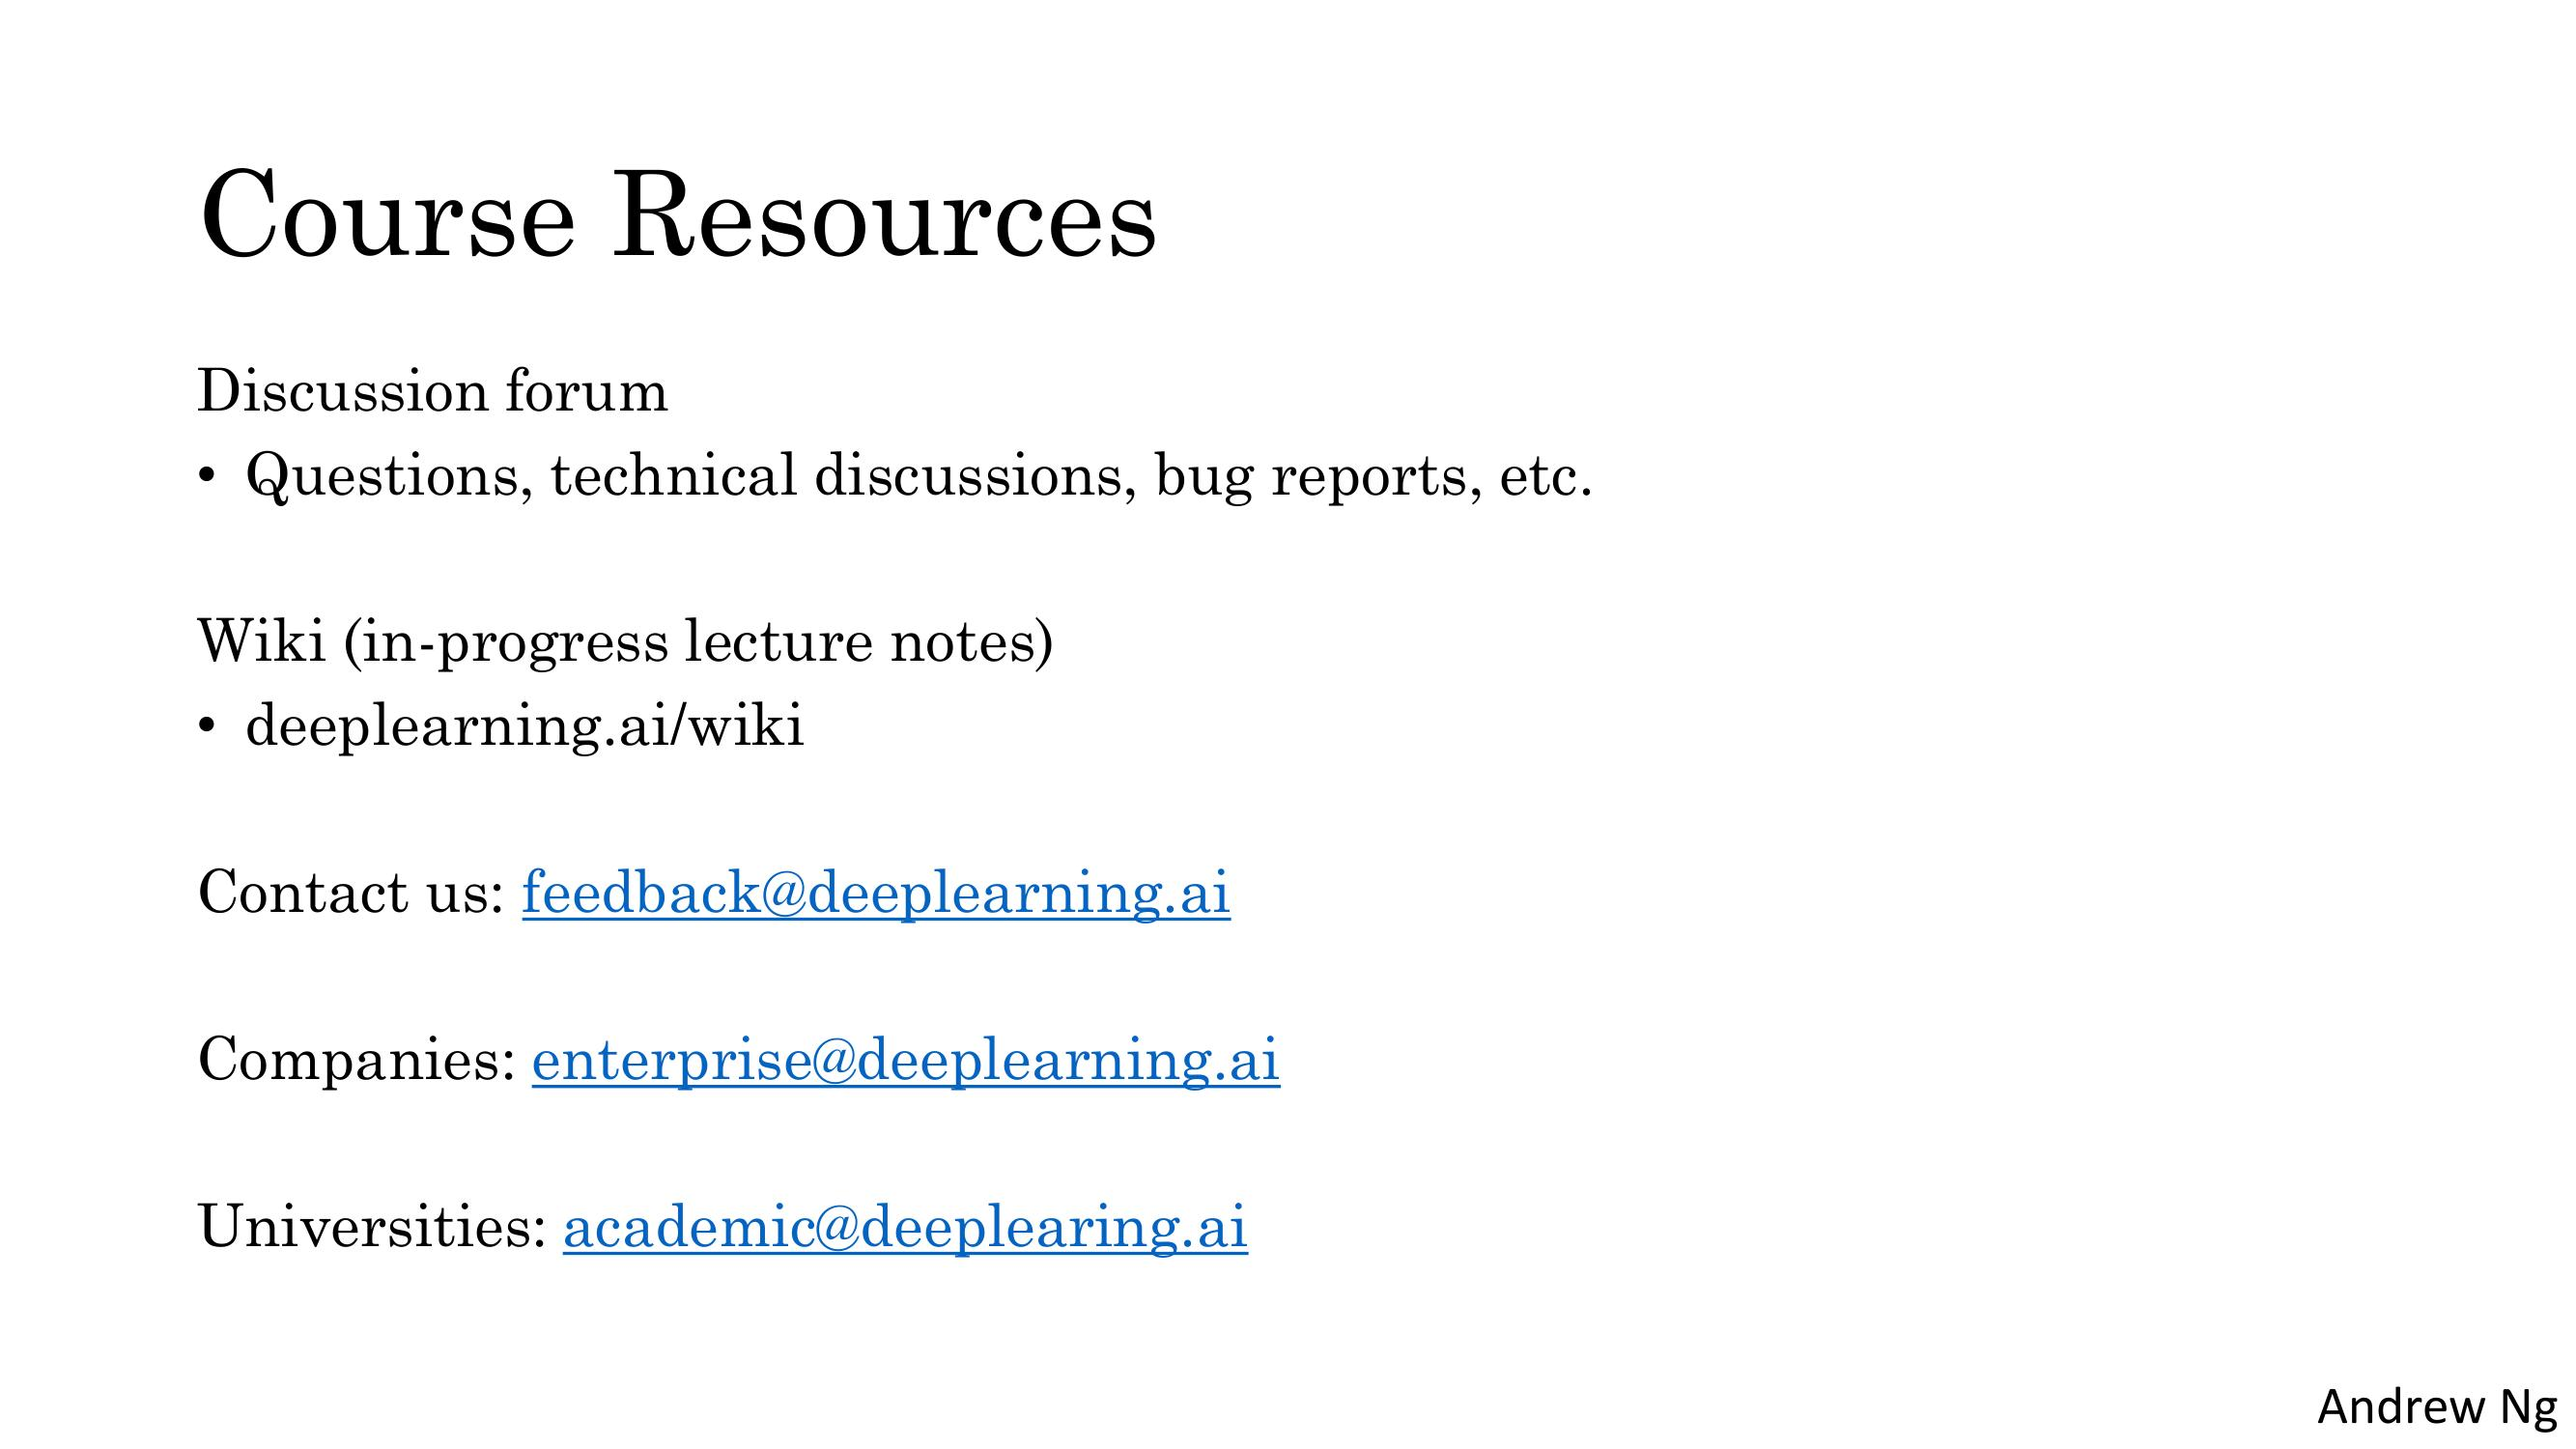 Course Resources
Discussion forum
• Questions, technical discussions, bug reports, etc.
Wiki (in-progress lecture notes)
• deeplearning.ai/wiki
Contact us: feedback@deeplearning.ai
Companies: enterprise@deeplearning.ai
Universities: academic@deeplearing.ai
Andrew Ng